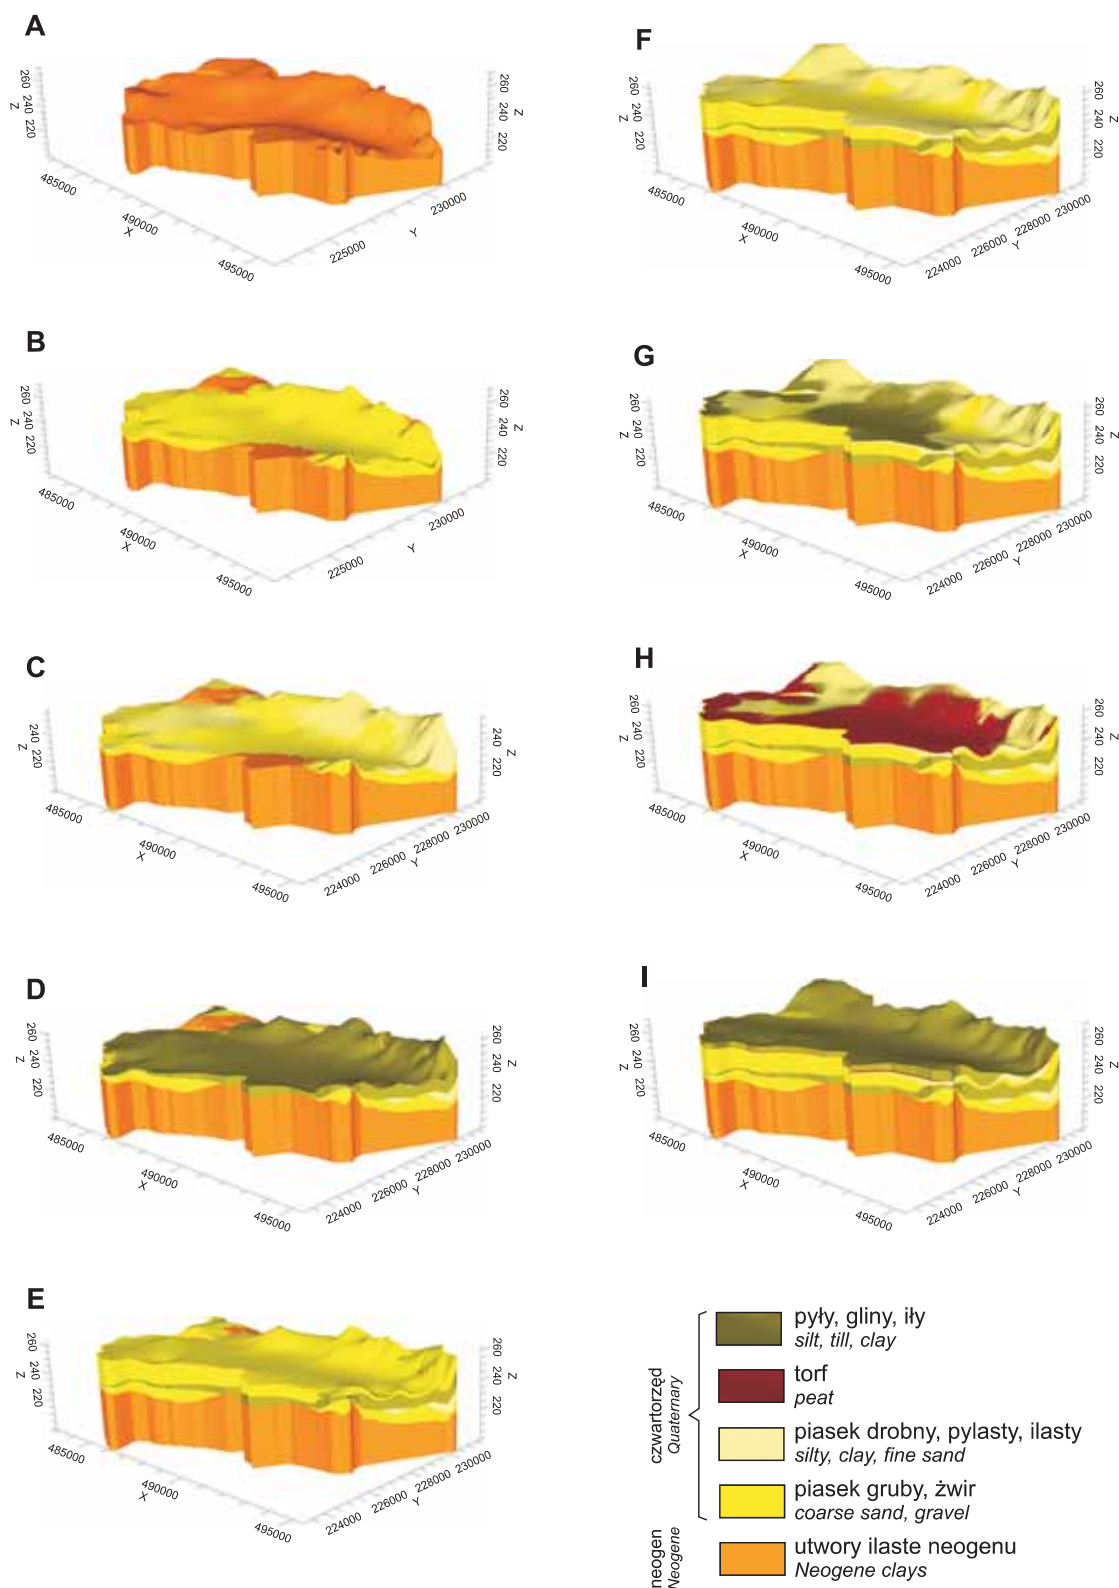 A
260
240
220
Z
260
240
220
Z
485000
490000
X
495000
225000
Y
230000
B
260
240
220
Z
260
240
220
Z
485000
490000
X
495000
225000
Y
230000
C
240
220
Z
240
220
Z
485000
490000
X
495000
224000
226000
Y
228000
230000
D
260
240
220
Z
260
240
220
Z
485000
490000
X
495000
224000
226000
Y
228000
230000
E
260
240
220
Z
260
240
220
Z
485000
490000
X
495000
224000
226000
Y
228000
230000
F
260
240
220
Z
260
240
220
Z
485000
490000
X
495000
224000
226000
Y
228000
230000
G
260
240
220
Z
260
240
220
Z
485000
490000
X
495000
224000
226000
Y
228000
230000
H
260
240
220
Z
260
240
220
Z
485000
490000
X
495000
224000
226000
Y
228000
230000
I
260
240
220
Z
260
240
220
Z
485000
490000
X
495000
224000
226000
Y
228000
230000
czwartorzęd
Quaternary
pyły, gliny, iły
silt, till, clay
torf
peat
piasek drobny, pylasty, ilasty
silty, clay, fine sand
piasek gruby, żwir
coarse sand, gravel
neogen
Neogene
utwory ilaste neogenu
Neogene clays